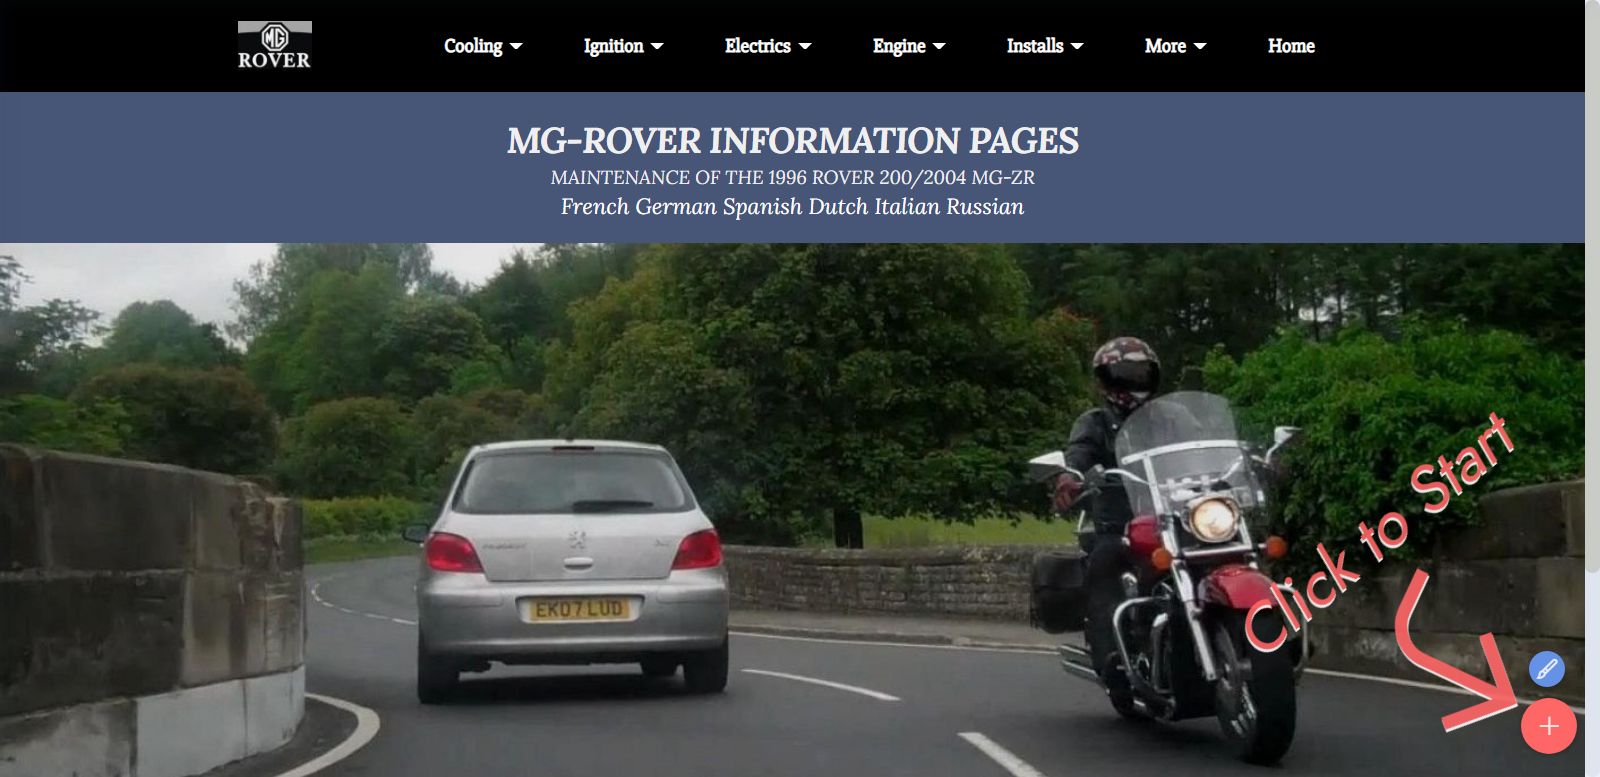 MG
ROVER
Cooling
Ignition
Electrics
Engine
Installs
More
Home
MG-ROVER INFORMATION PAGES
MAINTENANCE OF THE 1996 ROVER 200/2004 MG-ZR
French German Spanish Dutch Italian Russian
PEUGEOT
EK07 LUD
Click to Start